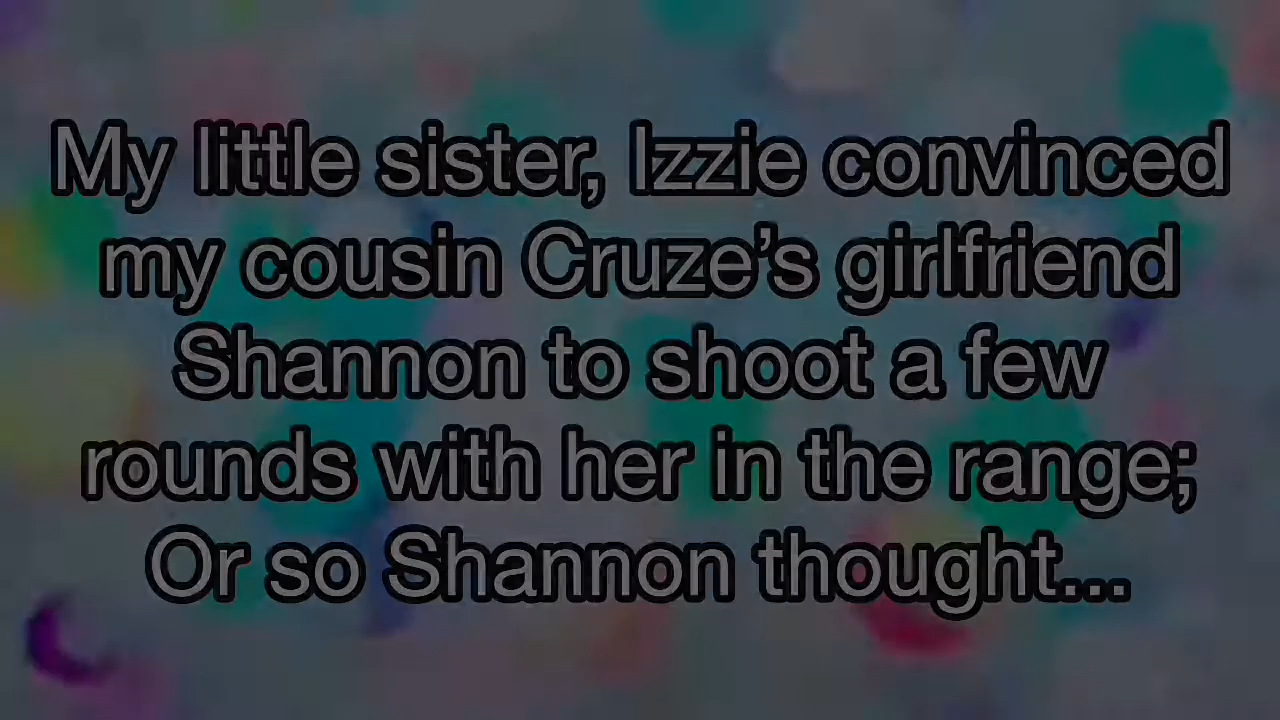 My little sister, Izzie convinced
my cousin Cruze’s girlfriend
Shannon to shoot a few
rounds with her in the range;
Or so Shannon thought...